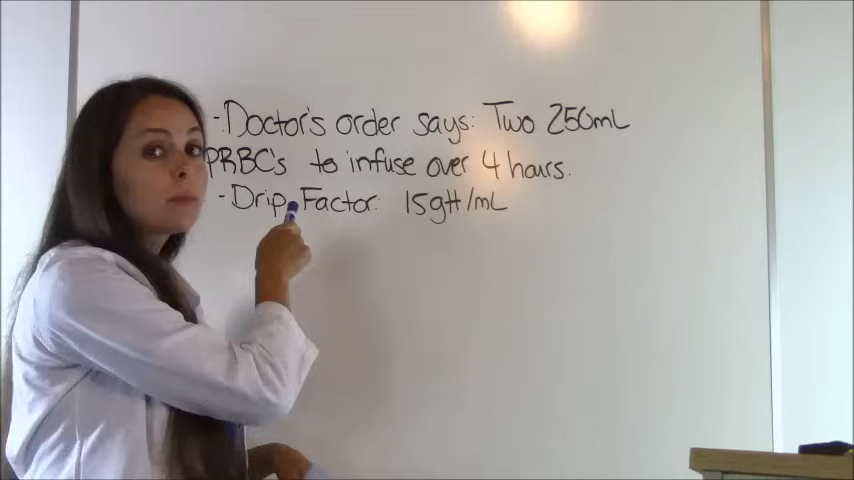 - Doctor's order says: Two 250mL
PRBC's to infuse over 4 hours.
- Drip Factor: 15gtt/mL